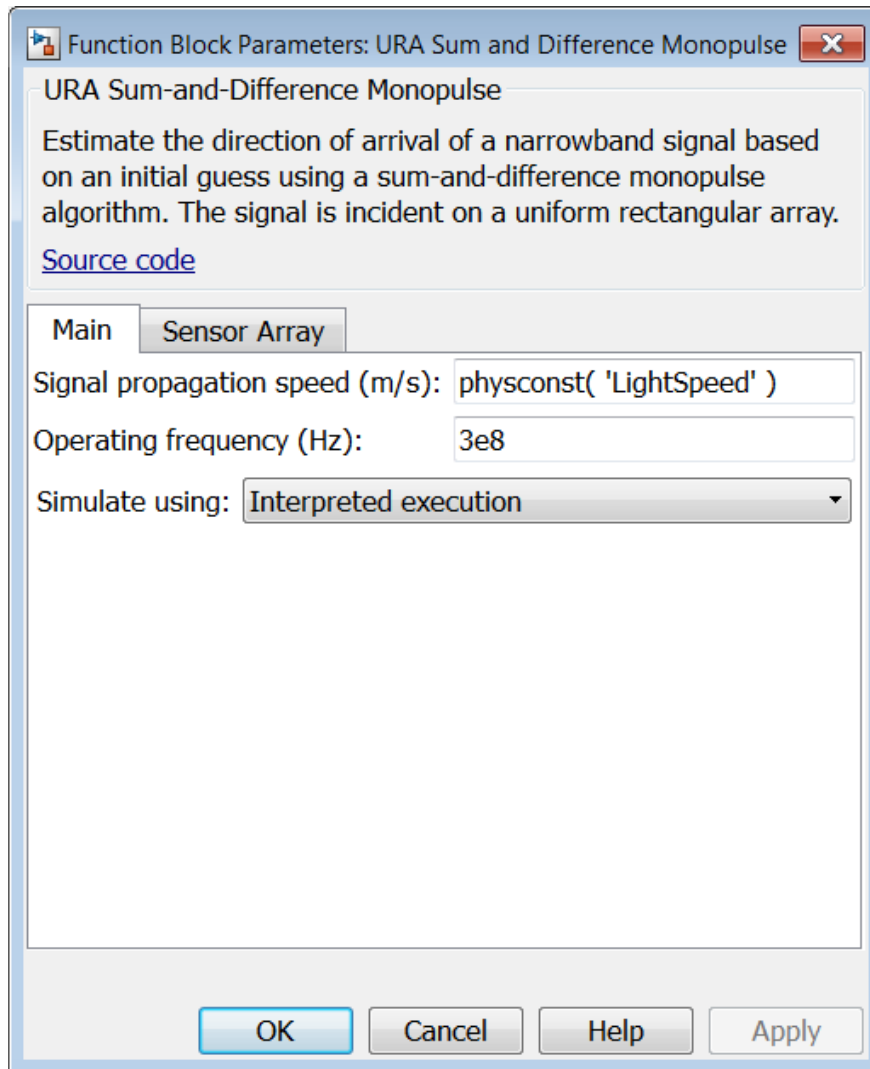 Function Block Parameters: URA Sum and Difference Monopulse
URA Sum-and-Difference Monopulse
Estimate the direction of arrival of a narrowband signal based
on an initial guess using a sum-and-difference monopulse
algorithm. The signal is incident on a uniform rectangular array.
Source code
Main Sensor Array
Signal propagation speed (m/s): physconst( 'LightSpeed' )
Operating frequency (Hz): 3e8
Simulate using: Interpreted execution
OK Cancel Help Apply